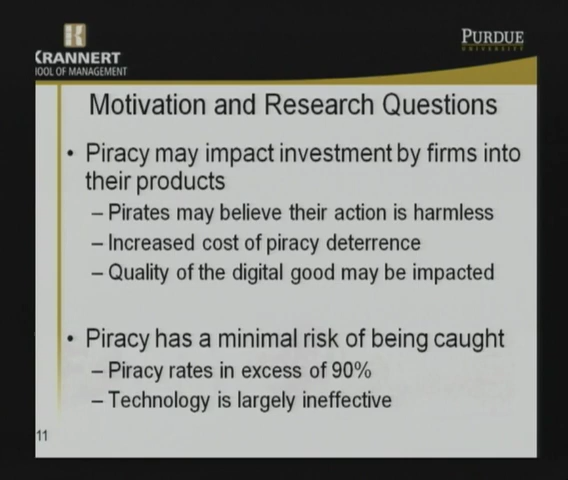 KRANNERT
OOL OF MANAGEMENT
PURDUE
UNIVERSITY
Motivation and Research Questions
• Piracy may impact investment by firms into
their products
– Pirates may believe their action is harmless
– Increased cost of piracy deterrence
– Quality of the digital good may be impacted
• Piracy has a minimal risk of being caught
– Piracy rates in excess of 90%
– Technology is largely ineffective
11